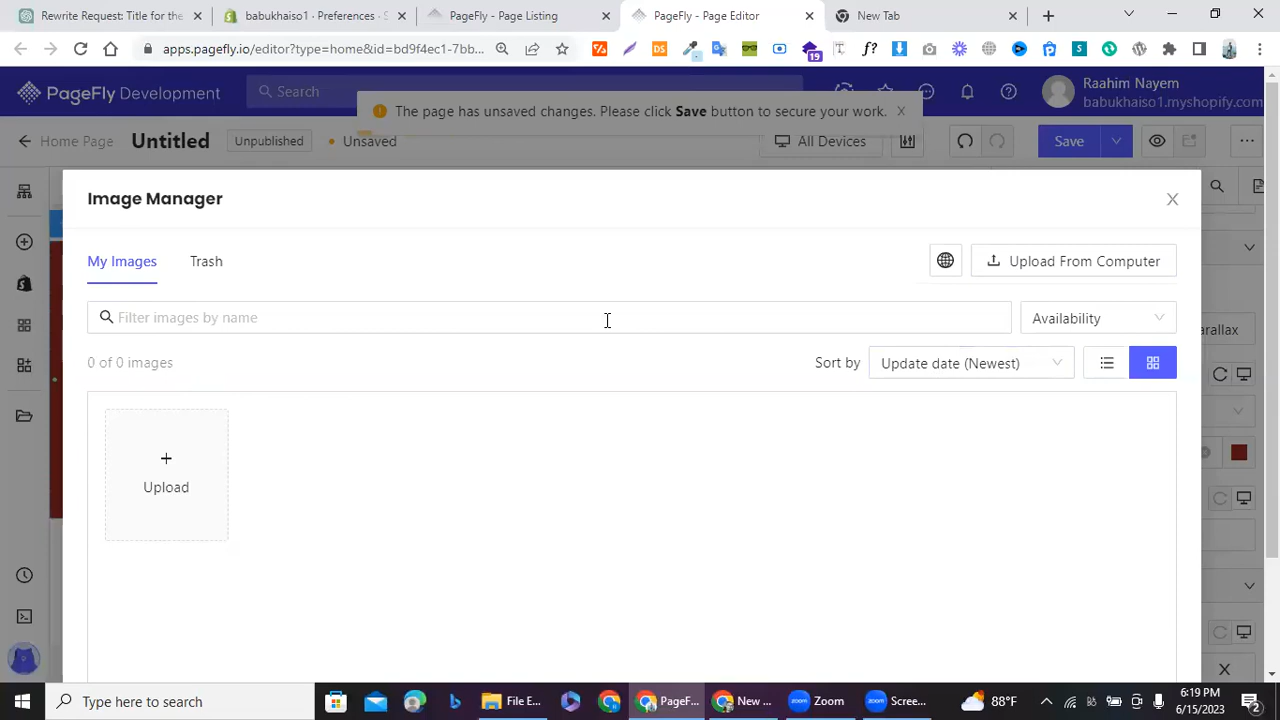 Rewrite Request: Title for the
babukhaiso1 · Preferences · S
PageFly - Page Listing
PageFly - Page Editor
New Tab
apps.pagefly.io/editor?type=home&id=bd9f4ec1-7bb...
19
PageFly Development
Search
Raahim Nayem
babukhaiso1.myshopify.com
The page has unsaved changes. Please click Save button to secure your work.
Home Page
Untitled
Unpublished
Unsaved
All Devices
Save
Image Manager
My Images
Trash
Upload From Computer
Filter images by name
Availability
arallax
0 of 0 images
Sort by
Update date (Newest)
Upload
Type here to search
File E...
PageFl...
New ...
Zoom
Scree...
88°F
6:19 PM
6/15/2023
2